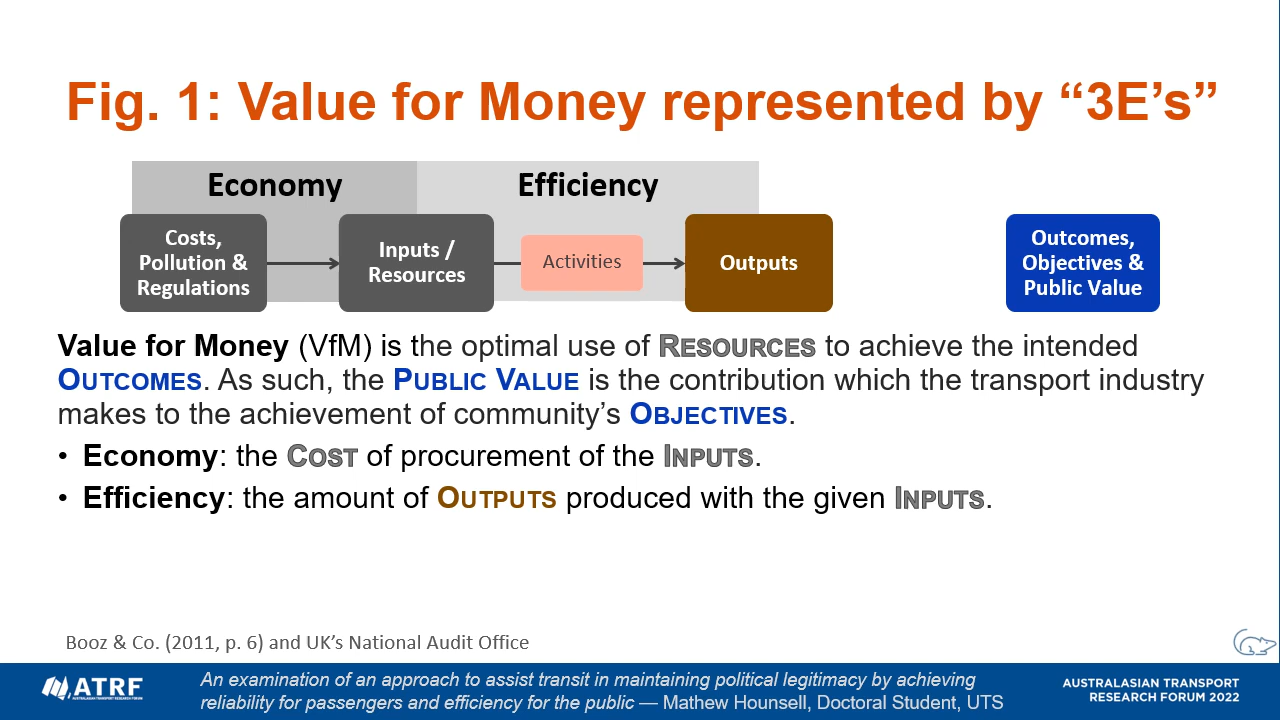 Fig. 1: Value for Money represented by “3E’s”
Economy
Efficiency
Costs,
Pollution &
Regulations
Inputs /
Resources
Activities
Outputs
Outcomes,
Objectives &
Public Value
Value for Money (VfM) is the optimal use of RESOURCES to achieve the intended
OUTCOMES. As such, the PUBLIC VALUE is the contribution which the transport industry
makes to the achievement of community’s OBJECTIVES.
• Economy: the COST of procurement of the INPUTS.
• Efficiency: the amount of OUTPUTS produced with the given INPUTS.
Booz & Co. (2011, p. 6) and UK’s National Audit Office
ATRF
AUSTRALASIAN TRANSPORT RESEARCH FORUM
An examination of an approach to assist transit in maintaining political legitimacy by achieving
reliability for passengers and efficiency for the public — Mathew Hounsell, Doctoral Student, UTS
AUSTRALASIAN TRANSPORT
RESEARCH FORUM 2022